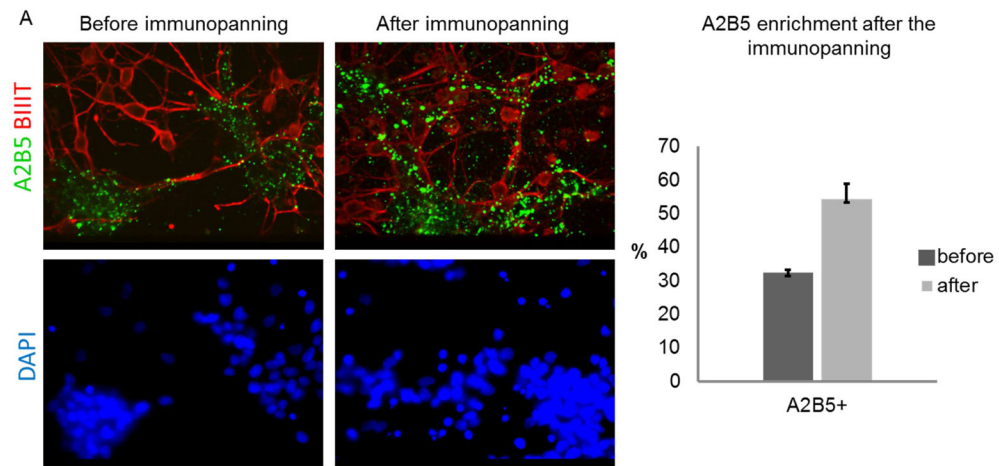 A
Before immunopanning
After immunopanning
A2B5 BIIIT
DAPI
A2B5 enrichment after the
immunopanning
70
60
50
40
30
20
10
0
%
before
after
A2B5+